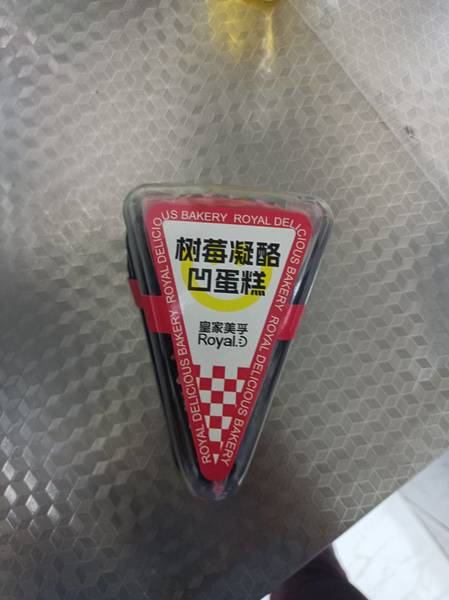 ROYAL DELICIOUS BAKERY ROYAL DELICIOUS BAKERY ROYAL DELICIOUS BAKERY
树莓凝酪
凹蛋糕
皇家美孚
Royal.D